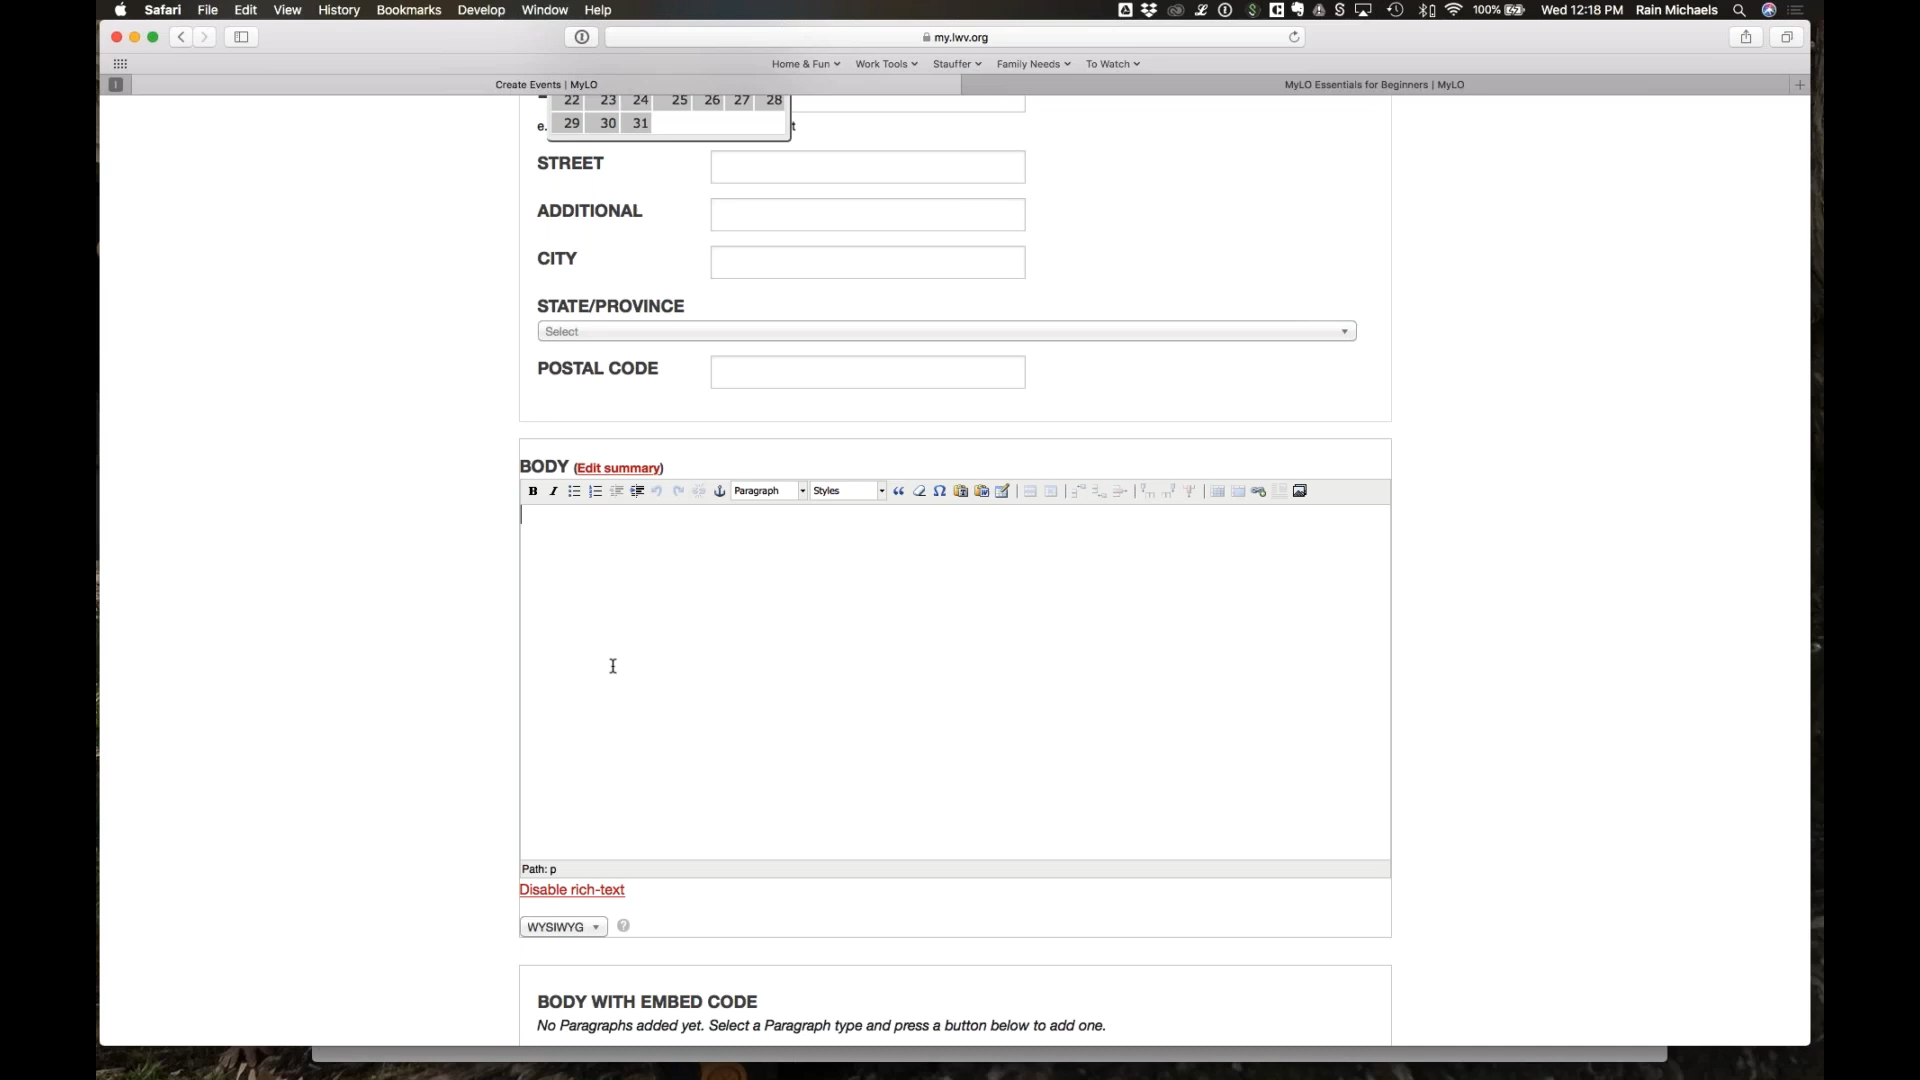 Safari File Edit View History Bookmarks Develop Window Help 100% Wed 12:18 PM Rain Michaels
my.lwv.org
Home & Fun Work Tools Stauffer Family Needs To Watch
Create Events | MyLO MyLO Essentials for Beginners | MyLO
22 23 24 25 26 27 28
e. 29 30 31 t
STREET
ADDITIONAL
CITY
STATE/PROVINCE
Select
POSTAL CODE
BODY (Edit summary)
B I Paragraph Styles
Path: p
Disable rich-text
WYSIWYG ?
BODY WITH EMBED CODE
No Paragraphs added yet. Select a Paragraph type and press a button below to add one.